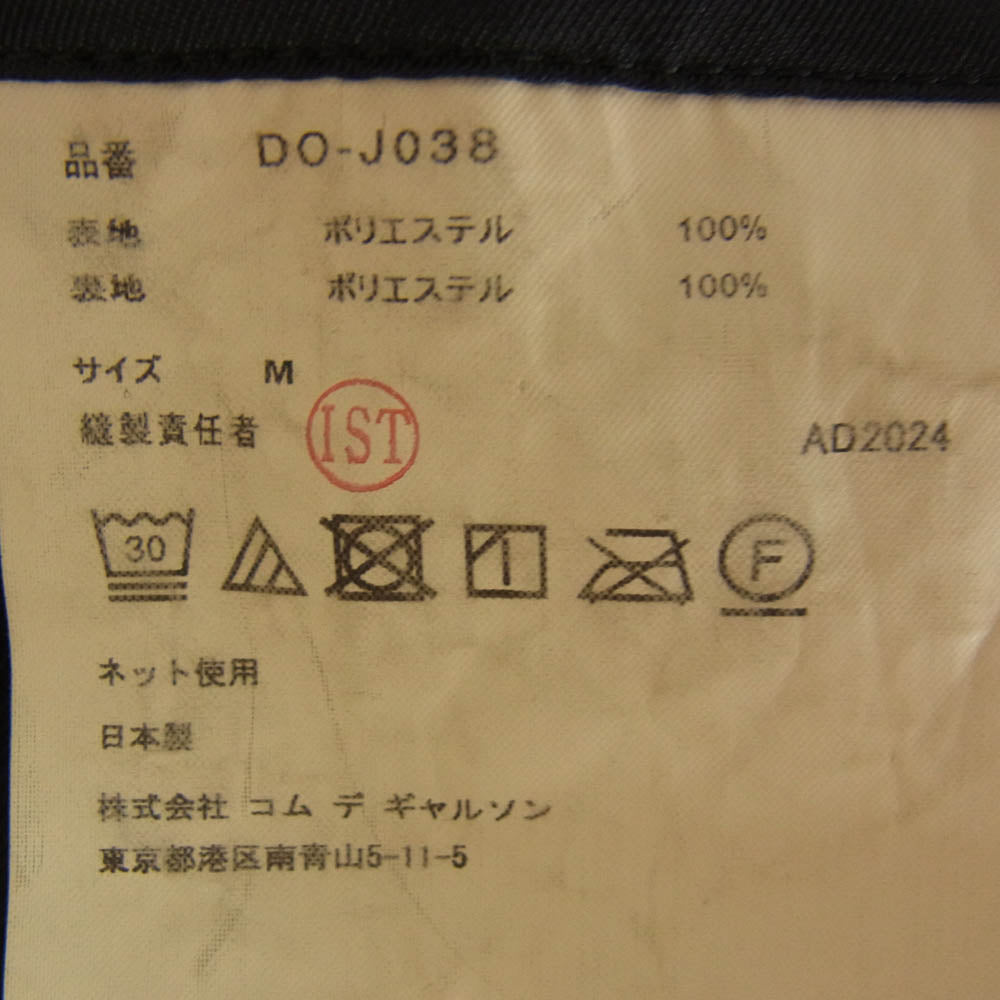 品番 DO-J038
表地 ポリエステル 100%
裏地 ポリエステル 100%
サイズ M
縫製責任者 IST AD2024
30 F
ネット使用
日本製
株式会社 コム デ ギャルソン
東京都港区南青山5-11-5